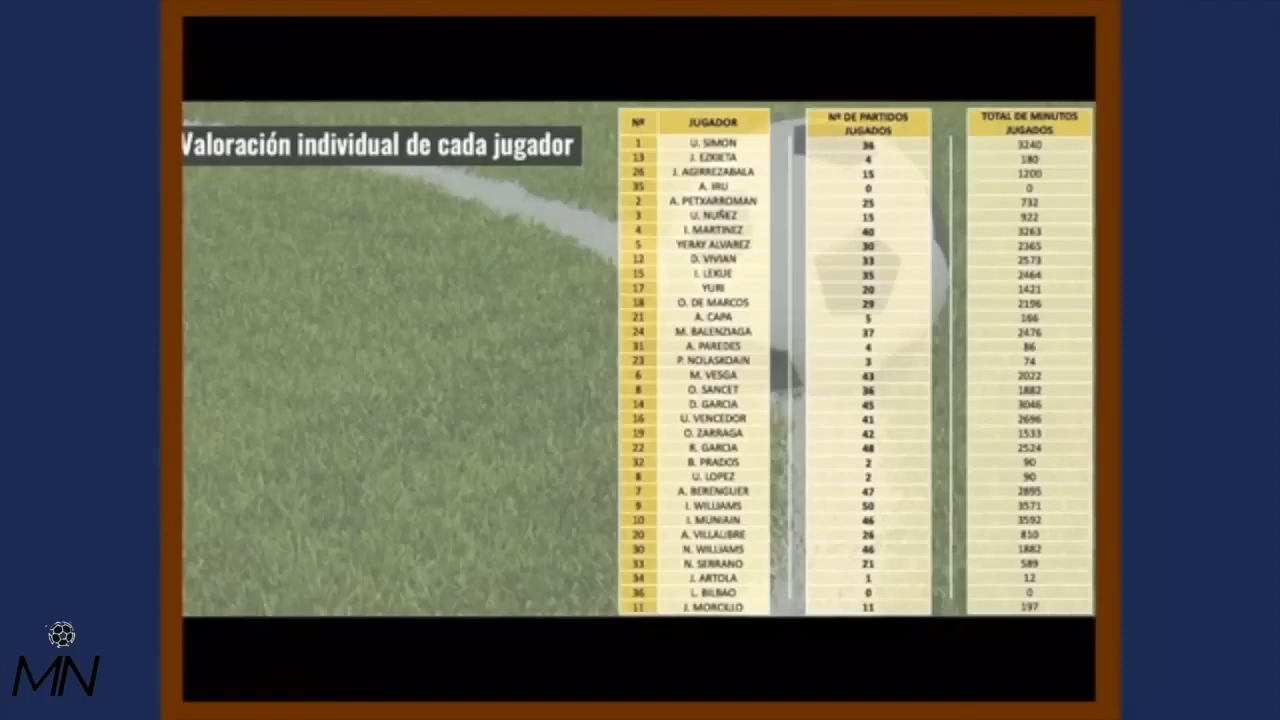 Valoración individual de cada jugador
Nº JUGADOR Nº DE PARTIDOS JUGADOS TOTAL DE MINUTOS JUGADOS
1 U. SIMON 36 3240
13 J. EZKIETA 4 180
26 J. AGIRREZABALA 15 1200
35 A. IRU 0 0
2 A. PETXARROMAN 25 732
3 U. NUÑEZ 15 922
4 I. MARTINEZ 40 3263
5 YERAY ALVAREZ 30 2365
12 D. VIVIAN 33 2573
15 I. LEKUE 35 2464
17 YURI 20 1421
18 O. DE MARCOS 29 2196
21 A. CAPA 5 166
24 M. BALENZIAGA 37 2476
31 A. PAREDES 4 86
23 P. NOLASKOAIN 3 74
6 M. VESGA 43 2022
8 O. SANCET 36 1882
14 D. GARCIA 45 3046
16 U. VENCEDOR 41 2696
19 O. ZARRAGA 42 1533
22 R. GARCIA 48 2524
32 B. PRADOS 2 90
8 U. LOPEZ 2 90
7 A. BERENGUER 47 2895
9 I. WILLIAMS 50 3571
10 I. MUNIAIN 46 3592
20 A. VILLALIBRE 26 810
30 N. WILLIAMS 46 1882
33 N. SERRANO 21 589
34 J. ARTOLA 1 12
36 L. BILBAO 0 0
11 J. MORCILLO 11 197
MN